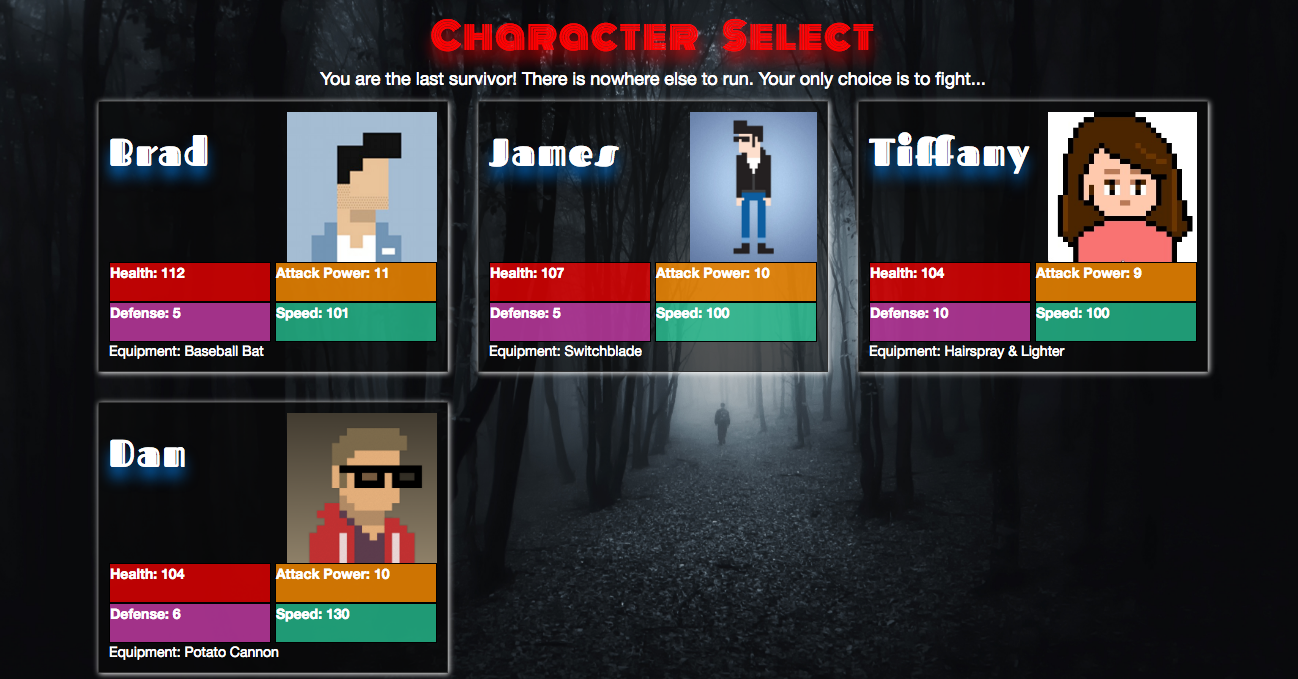 Character Select
You are the last survivor! There is nowhere else to run. Your only choice is to fight...
Brad
Health: 112
Attack Power: 11
Defense: 5
Speed: 101
Equipment: Baseball Bat
James
Health: 107
Attack Power: 10
Defense: 5
Speed: 100
Equipment: Switchblade
Tiffany
Health: 104
Attack Power: 9
Defense: 10
Speed: 100
Equipment: Hairspray & Lighter
Dan
Health: 104
Attack Power: 10
Defense: 6
Speed: 130
Equipment: Potato Cannon